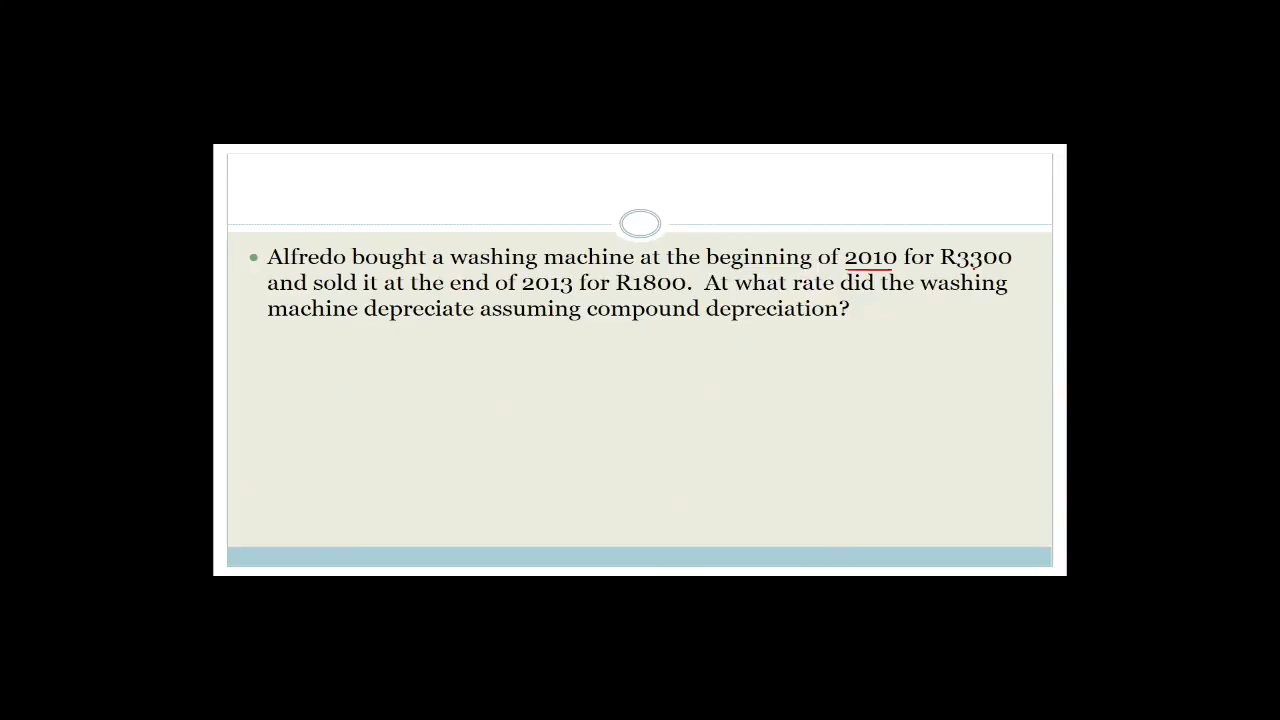 Alfredo bought a washing machine at the beginning of 2010 for R3300
and sold it at the end of 2013 for R1800. At what rate did the washing
machine depreciate assuming compound depreciation?